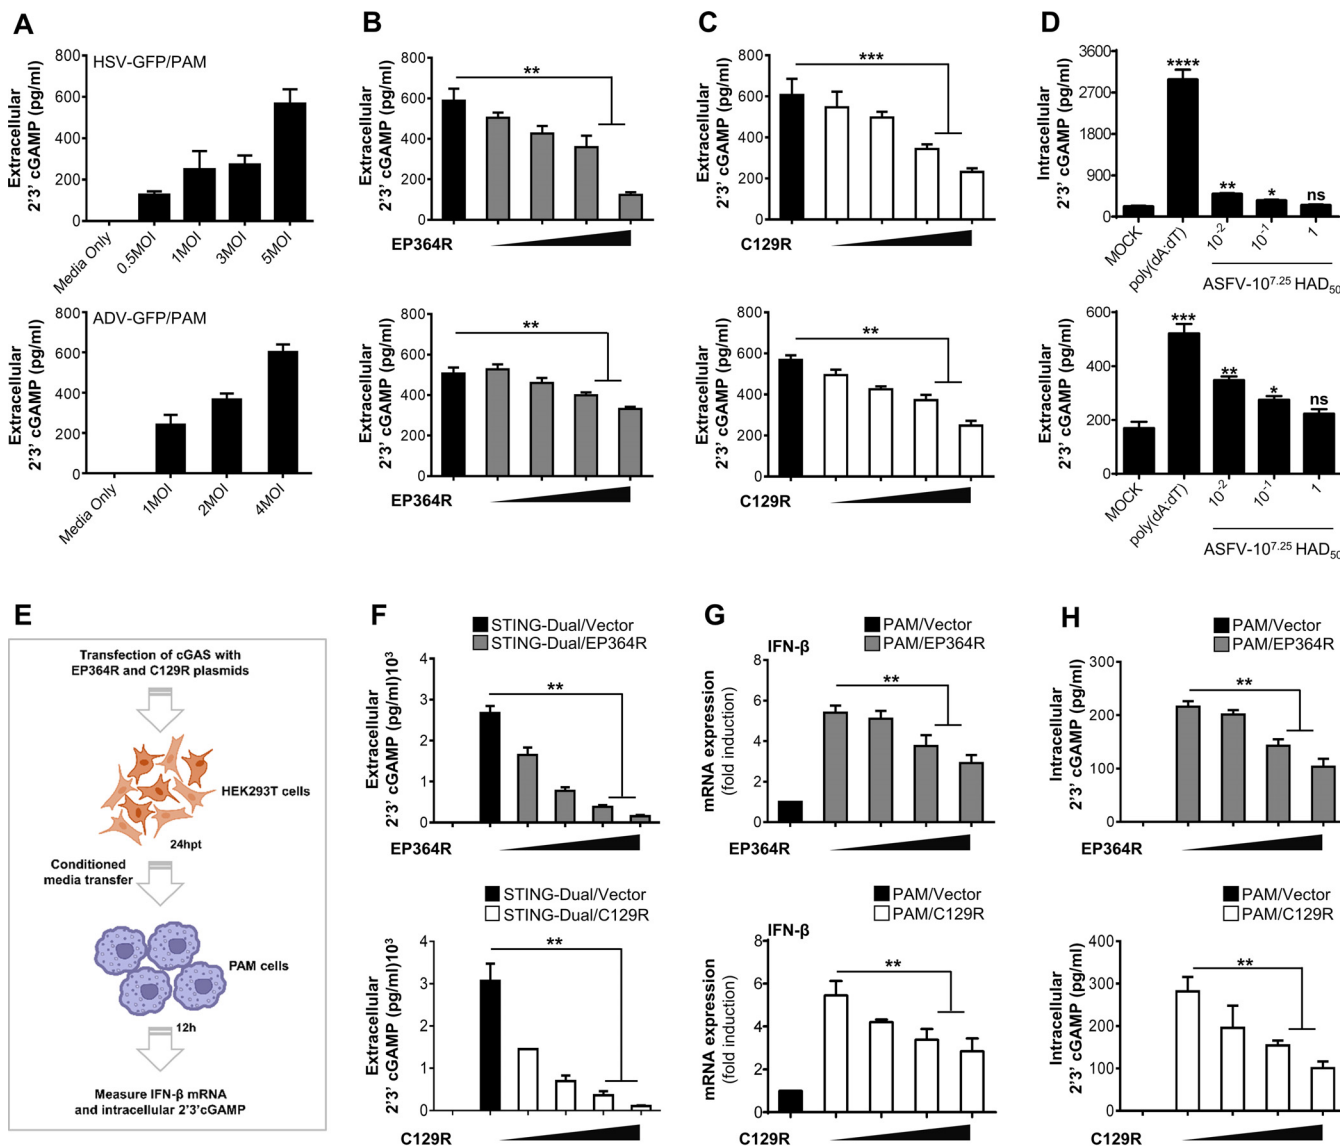 A
HSV-GFP/PAM
Extracellular
2'3' cGAMP (pg/ml)
800
600
400
200
0
Media Only
0.5MOI
1MOI
3MOI
5MOI
ADV-GFP/PAM
Extracellular
2'3' cGAMP (pg/ml)
800
600
400
200
0
Media Only
1MOI
2MOI
4MOI
B
Extracellular
2'3' cGAMP (pg/ml)
800
600
400
200
0
**
EP364R
Extracellular
2'3' cGAMP (pg/ml)
800
600
400
200
0
**
EP364R
C
Extracellular
2'3' cGAMP (pg/ml)
800
600
400
200
0
***
C129R
Extracellular
2'3' cGAMP (pg/ml)
800
600
400
200
0
**
C129R
D
Intracellular
2'3' cGAMP (pg/ml)
3600
2700
1800
900
0
****
**
*
ns
MOCK
poly(dA:dT)
10-2
10-1
1
ASFV-10^7.25 HAD50
Extracellular
2'3' cGAMP (pg/ml)
600
400
200
0
***
**
*
ns
MOCK
poly(dA:dT)
10-2
10-1
1
ASFV-10^7.25 HAD50
E
Transfection of cGAS with
EP364R and C129R plasmids
HEK293T cells
24hpt
Conditioned
media transfer
PAM cells
12h
Measure IFN-β mRNA
and intracellular 2'3'cGAMP
F
STING-Dual/Vector
STING-Dual/EP364R
Extracellular
2'3' cGAMP (pg/ml)10³
4
3
2
1
0
**
EP364R
STING-Dual/Vector
STING-Dual/C129R
Extracellular
2'3' cGAMP (pg/ml)10³
4
3
2
1
0
**
C129R
G
PAM/Vector
PAM/EP364R
IFN-β
mRNA expression
(fold induction)
8
6
4
2
0
**
EP364R
PAM/Vector
PAM/C129R
IFN-β
mRNA expression
(fold induction)
8
6
4
2
0
**
C129R
H
PAM/Vector
PAM/EP364R
Intracellular
2'3' cGAMP (pg/ml)
300
200
100
0
**
EP364R
PAM/Vector
PAM/C129R
Intracellular
2'3' cGAMP (pg/ml)
400
300
200
100
0
**
C129R